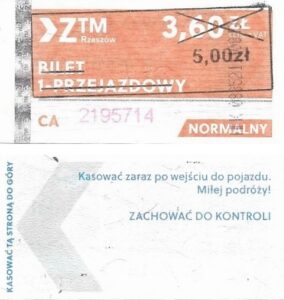 ZTM
Rzeszów
3,60 ZŁ
5,00zł
BILET
1-PRZEJAZDOWY
CA 2195714
NORMALNY
KASOWAĆ TĄ STRONĄ DO GÓRY
Kasować zaraz po wejściu do pojazdu.
Miłej podróży!
ZACHOWAĆ DO KONTROLI